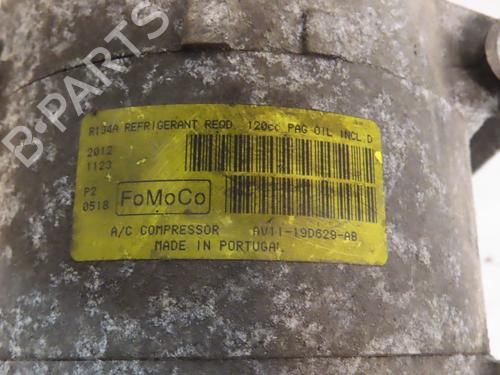 B-PARTS
R134A REFRIGERANT REQD. 120cc PAG OIL INCL.D
2012
1123
P2
0518
FoMoCo
A/C COMPRESSOR AV11-19D629-AB
MADE IN PORTUGAL